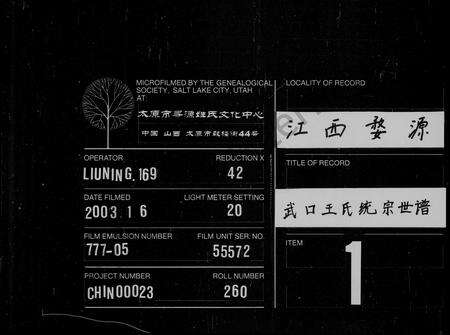 MICROFILMED BY THE GENEALOGICAL
SOCIETY, SALT LAKE CITY, UTAH
AT:
太原市寻源姓氏文化中心
中国 山西 太原市鼓楼街44号
OPERATOR
REDUCTION X
LIUNING.169
42
DATE FILMED
LIGHT METER SETTING
2003 1 6
20
FILM EMULSION NUMBER
FILM UNIT SER. NO.
777-05
55572
PROJECT NUMBER
ROLL NUMBER
CHIN00023
260
LOCALITY OF RECORD
江西 婺源
TITLE OF RECORD
武口王氏统宗世谱
ITEM
1